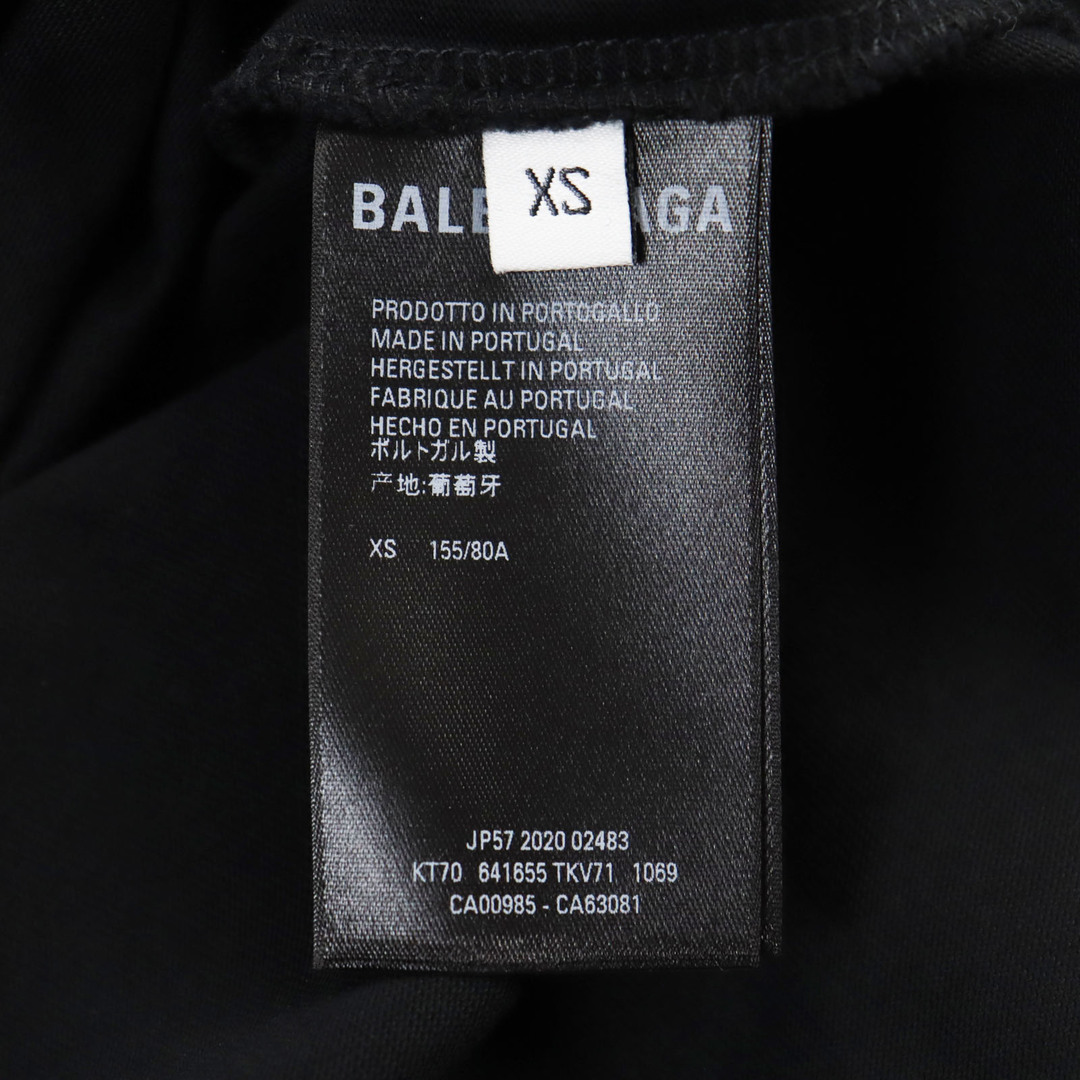 XS
BALE AGA
PRODOTTO IN PORTOGALLO
MADE IN PORTUGAL
HERGESTELLT IN PORTUGAL
FABRIQUE AU PORTUGAL
HECHO EN PORTUGAL
ポルトガル製
产地:葡萄牙
XS 155/80A
JP57 2020 02483
KT70 641655 TKV71 1069
CA00985 - CA63081